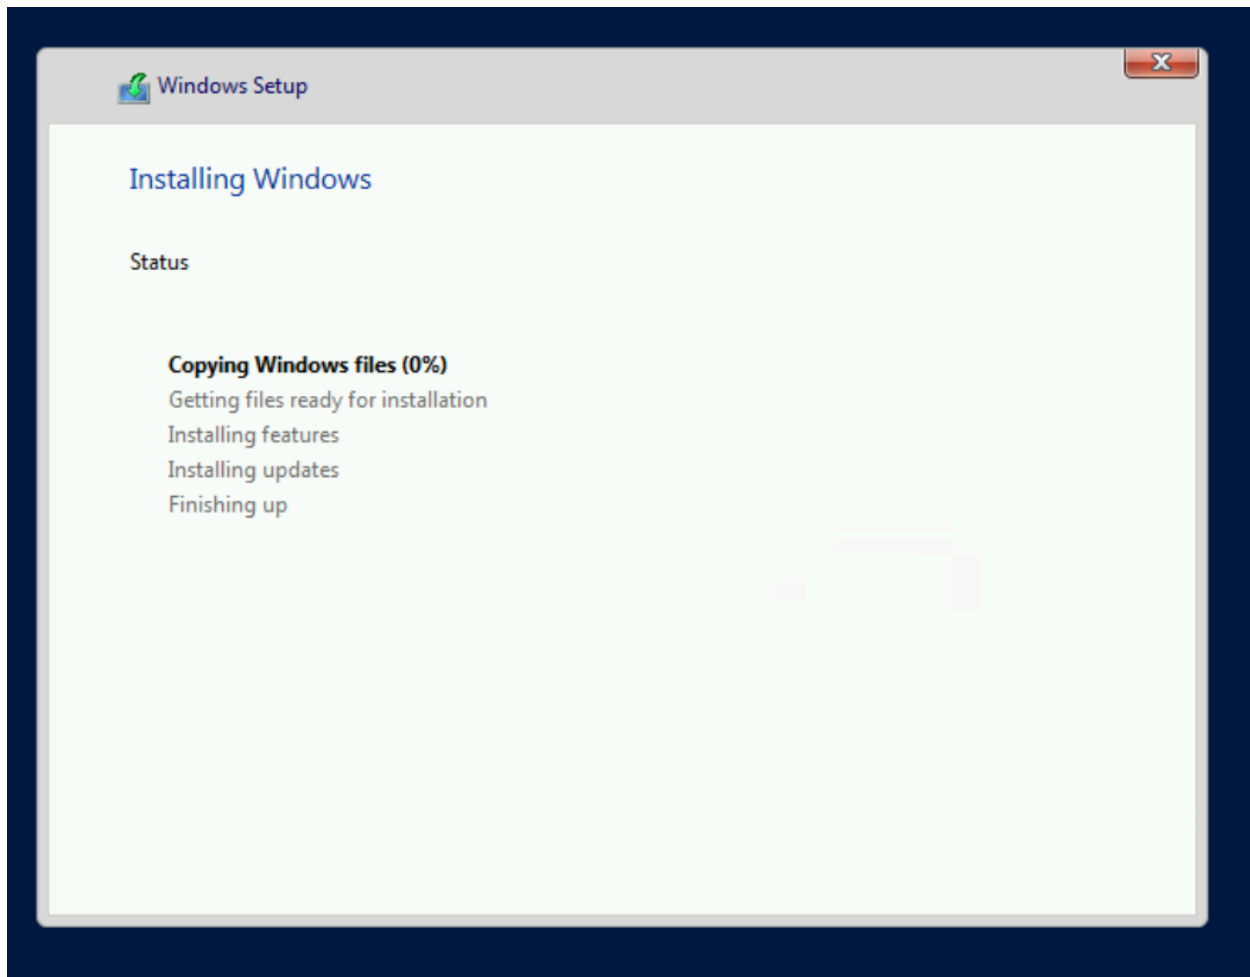 Windows Setup
Installing Windows
Status
Copying Windows files (0%)
Getting files ready for installation
Installing features
Installing updates
Finishing up